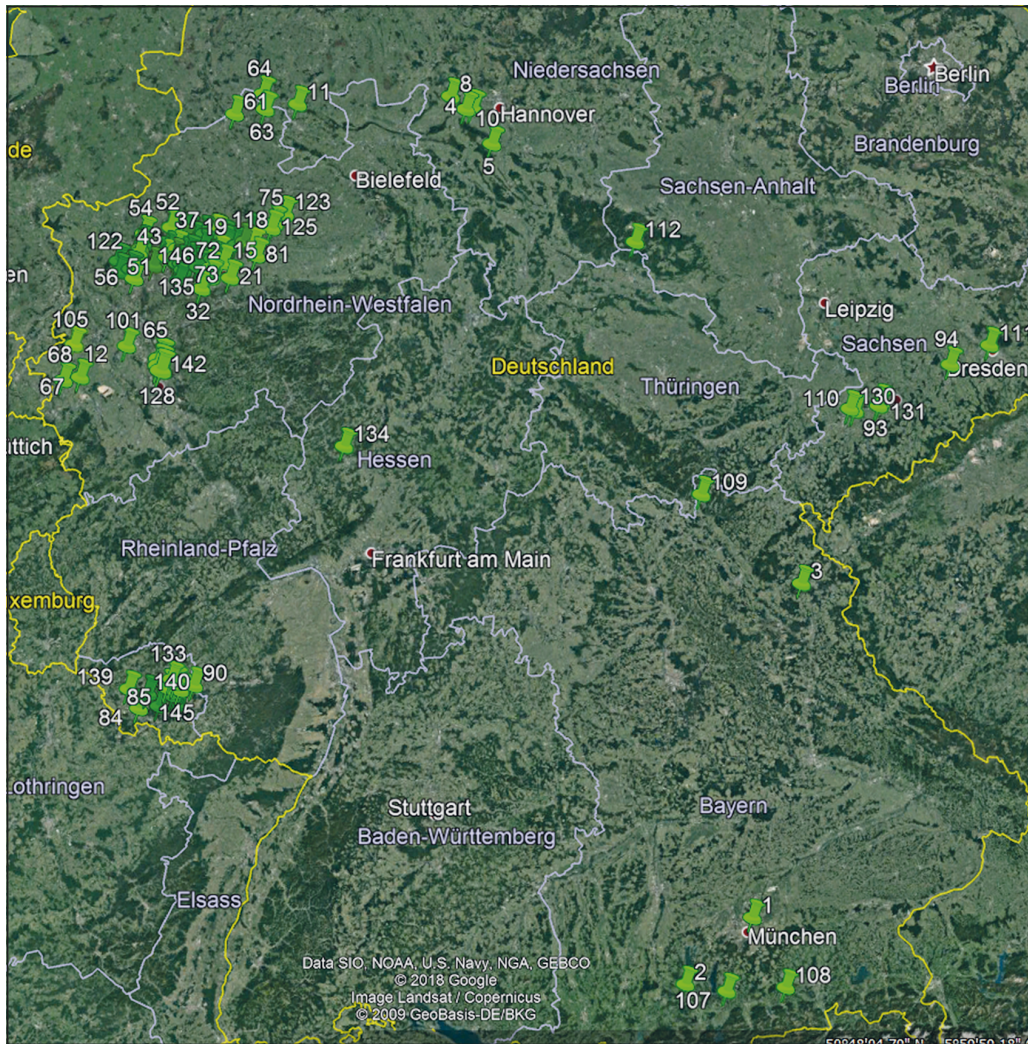 64
8
Niedersachsen
Berlin
Berlin
61
11
4
10
Hannover
63
5
Brandenburg
de
Bielefeld
Sachsen-Anhalt
75
123
54
52
37
118
19
125
43
112
122
146
72
15
81
51
56
73
21
135
en
Nordrhein-Westfalen
Leipzig
32
105
101
65
94
Sachsen
68
12
142
Deutschland
Dresden
67
Thüringen
128
110
130
131
93
134
üttich
Hessen
109
Rheinland-Pfalz
Frankfurt am Main
3
xemburg
133
139
90
140
85
84
145
Lothringen
Stuttgart
Bayern
Baden-Württemberg
Elsass
1
München
Data SIO, NOAA, U.S. Navy, NGA, GEBCO
© 2018 Google
2
108
107
Image Landsat / Copernicus
© 2009 GeoBasis-DE/BKG